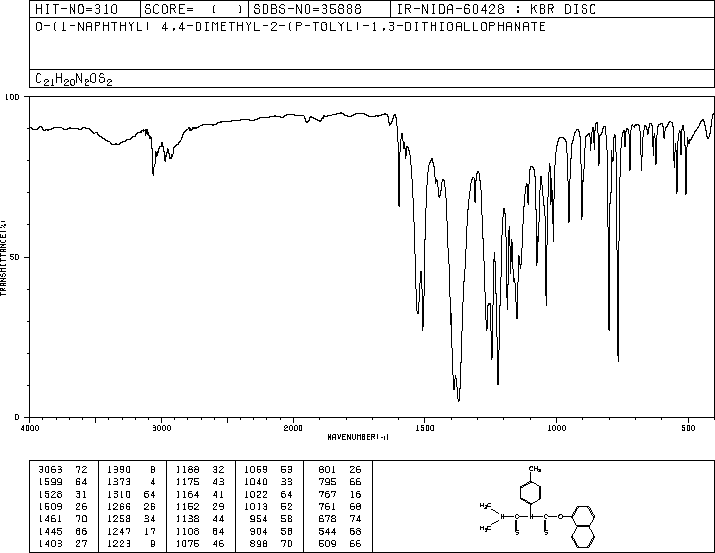 HIT-NO=310 SCORE= ( ) SDBS-NO=35888 IR-NIDA-60428 : KBR DISC
O-(1-NAPHTHYL) 4,4-DIMETHYL-2-(P-TOLYL)-1,3-DITHIOALLOPHANATE
C21H20N2OS2
100
50
0
TRANSMITTANCE(%)
4000 3000 2000 1500 1000 500
WAVENUMBER(-1)
3063 72 1390 8 1188 32 1069 63 801 26
1599 64 1373 4 1175 43 1040 33 795 66
1528 31 1310 64 1164 41 1022 64 767 16
1509 26 1266 26 1152 29 1013 52 761 68
1461 70 1258 34 1138 44 954 58 678 74
1445 66 1247 17 1108 64 904 58 544 68
1403 27 1223 9 1075 46 898 70 509 66
CH3
H3C
N C N C O
H3C
S S